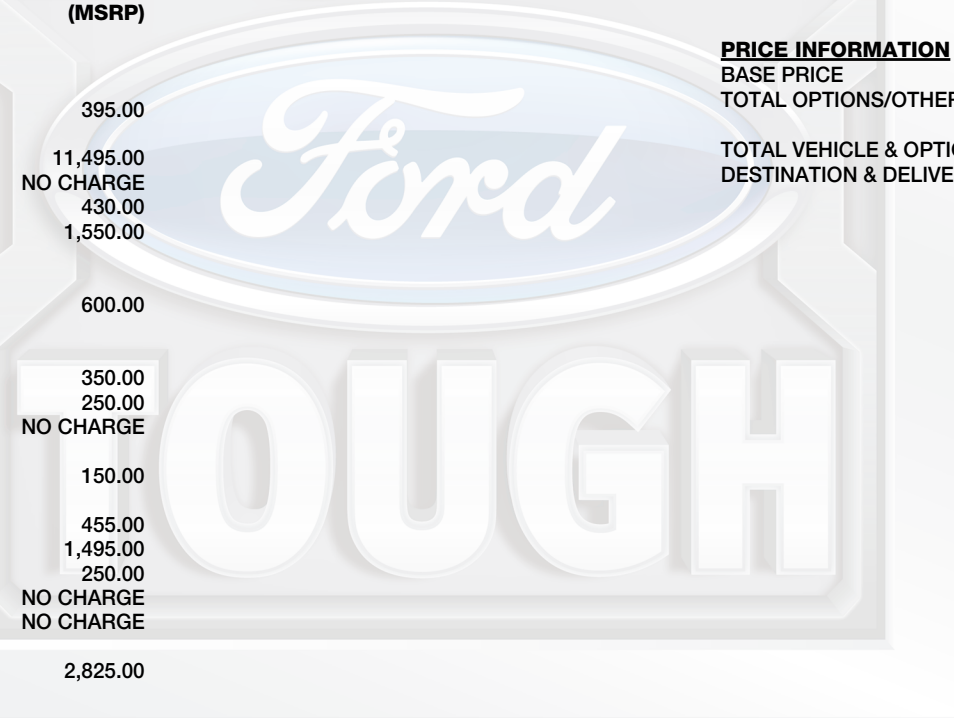 (MSRP)
395.00
11,495.00
NO CHARGE
430.00
1,550.00
600.00
350.00
250.00
NO CHARGE
150.00
455.00
1,495.00
250.00
NO CHARGE
NO CHARGE
2,825.00
PRICE INFORMATION
BASE PRICE
TOTAL OPTIONS/OTHER
TOTAL VEHICLE & OPTIO
DESTINATION & DELIVE
Ford
TOUGH